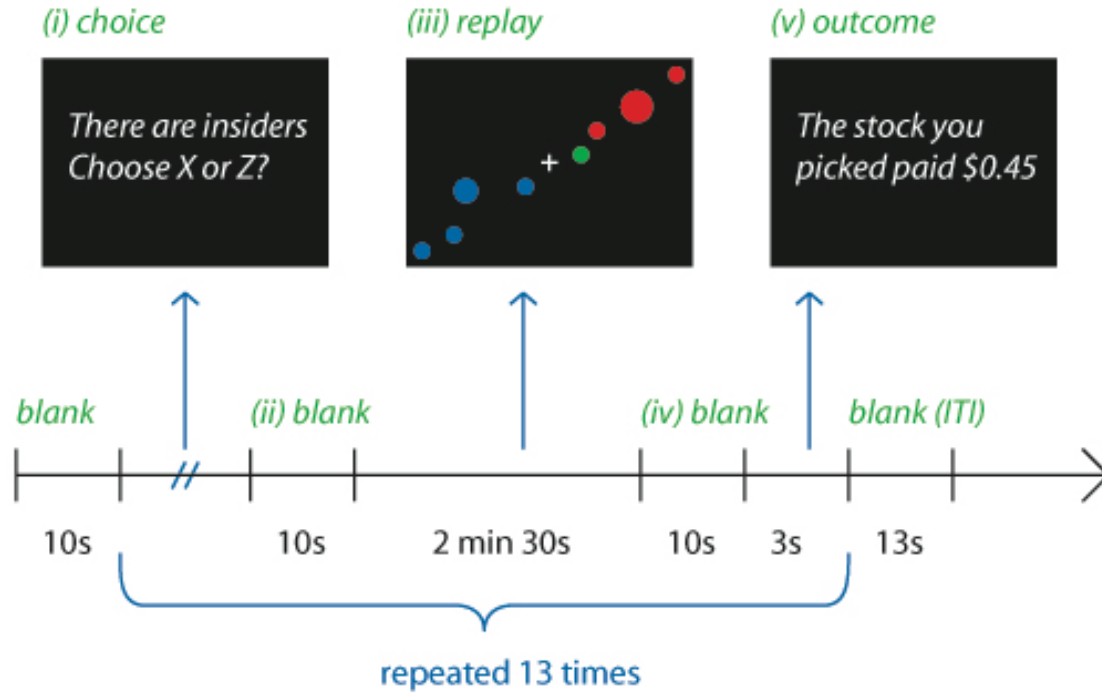 (i) choice
(iii) replay
(v) outcome
There are insiders
Choose X or Z?
+
The stock you
picked paid $0.45
blank
(ii) blank
(iv) blank
blank (ITI)
10s
10s
2 min 30s
10s
3s
13s
repeated 13 times